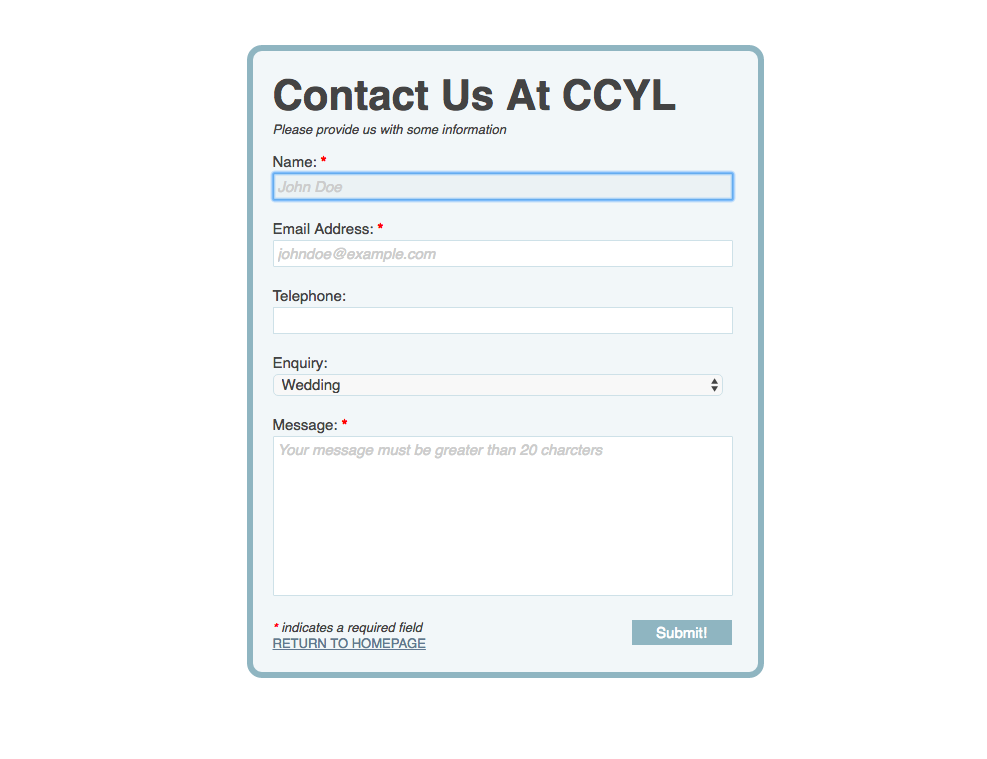 Contact Us At CCYL
Please provide us with some information
Name: *
John Doe
Email Address: *
johndoe@example.com
Telephone:
Enquiry:
Wedding
Message: *
Your message must be greater than 20 charcters
* indicates a required field
RETURN TO HOMEPAGE
Submit!